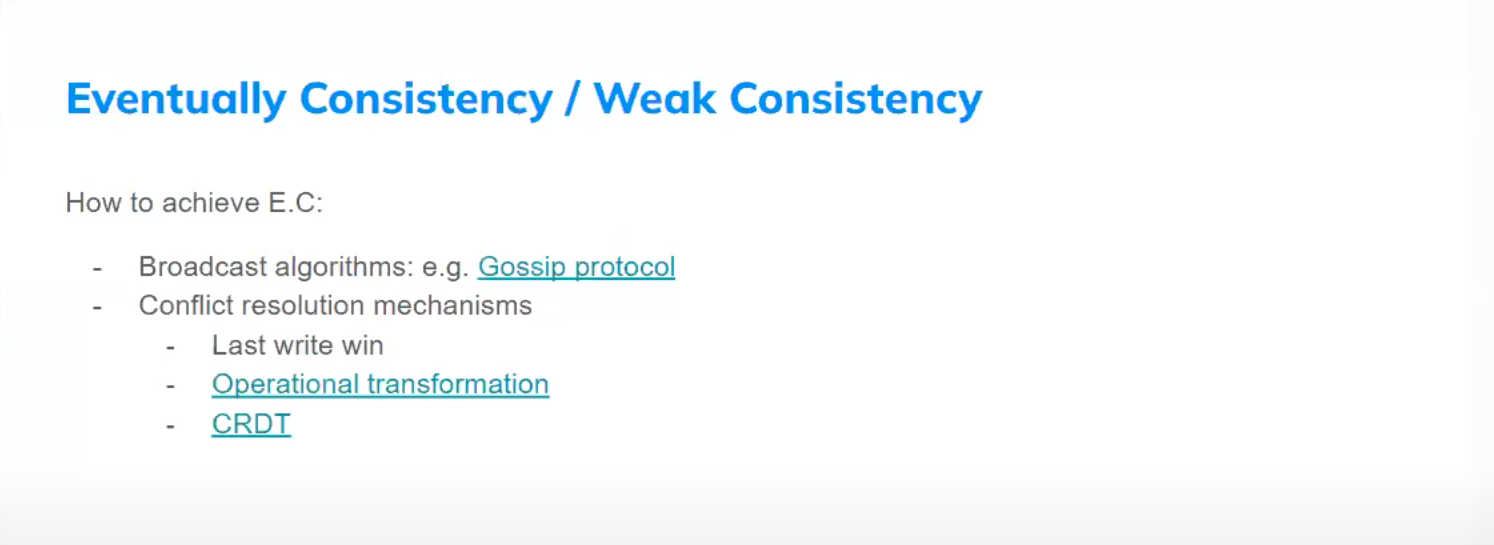 Eventually Consistency / Weak Consistency
How to achieve E.C:
- Broadcast algorithms: e.g. Gossip protocol
- Conflict resolution mechanisms
- Last write win
- Operational transformation
- CRDT